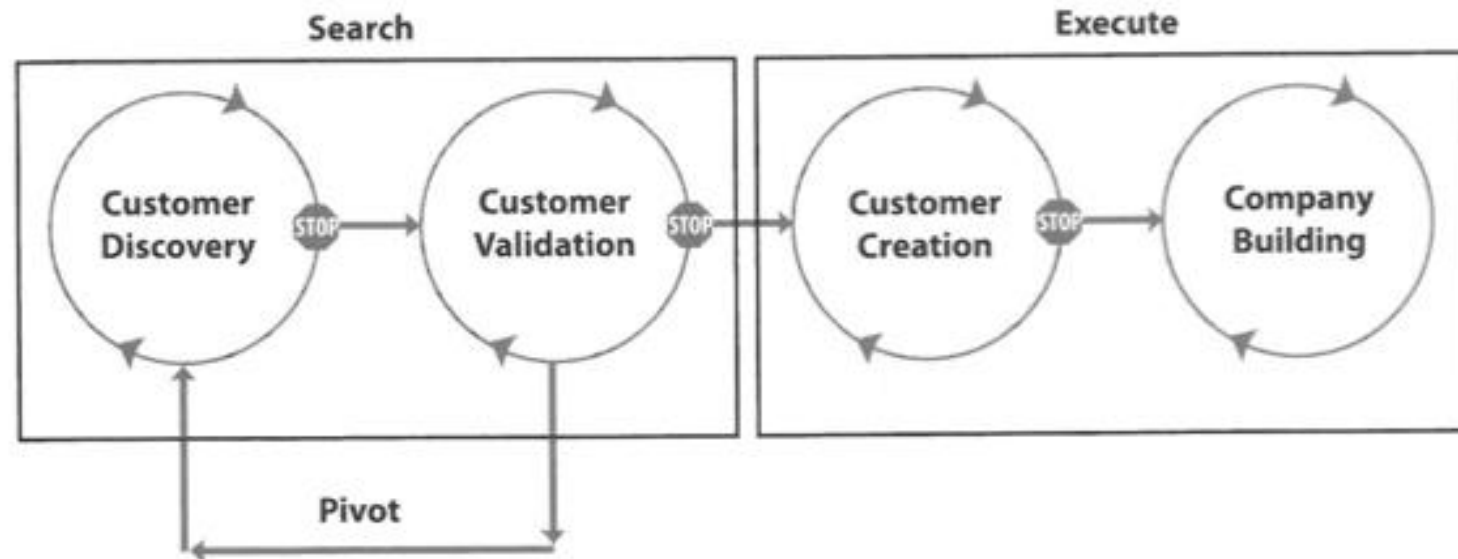 Search
Execute
Customer
Discovery
STOP
Customer
Validation
STOP
Customer
Creation
STOP
Company
Building
Pivot